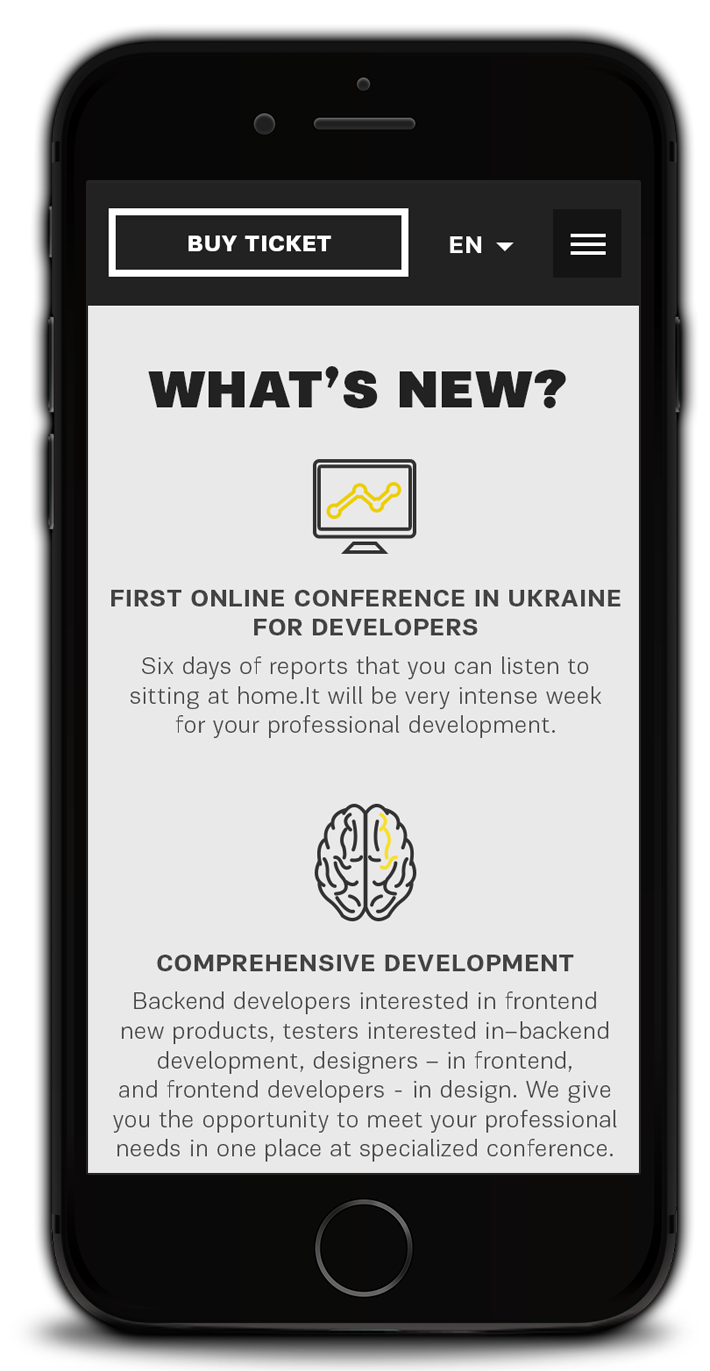 BUY TICKET
EN
WHAT’S NEW?
FIRST ONLINE CONFERENCE IN UKRAINE
FOR DEVELOPERS
Six days of reports that you can listen to
sitting at home.It will be very intense week
for your professional development.
COMPREHENSIVE DEVELOPMENT
Backend developers interested in frontend
new products, testers interested in–backend
development, designers – in frontend,
and frontend developers - in design. We give
you the opportunity to meet your professional
needs in one place at specialized conference.